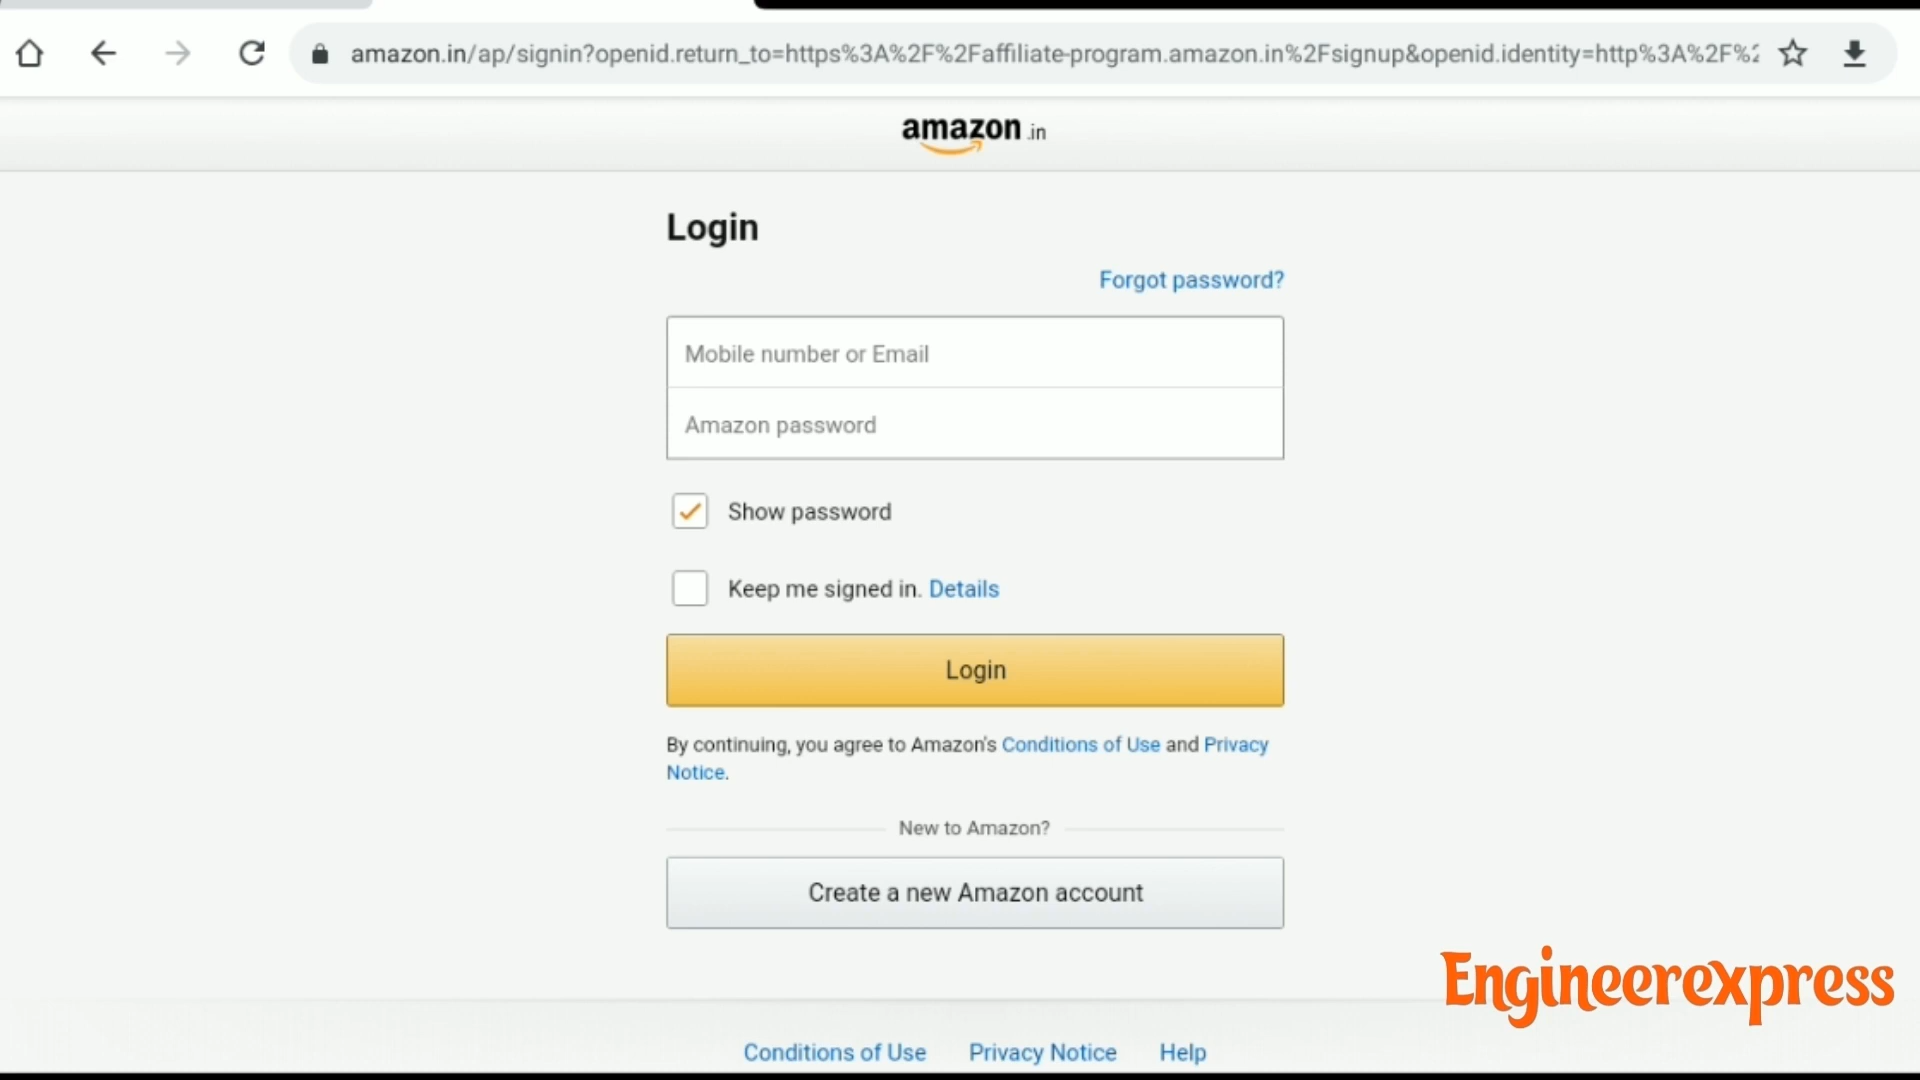 amazon.in/ap/signin?openid.return_to=https%3A%2F%2Faffiliate-program.amazon.in%2Fsignup&openid.identity=http%3A%2F%2
amazon.in
Login
Forgot password?
Mobile number or Email
Amazon password
Show password
Keep me signed in. Details
Login
By continuing, you agree to Amazon's Conditions of Use and Privacy
Notice.
New to Amazon?
Create a new Amazon account
Engineerexpress
Conditions of Use Privacy Notice Help